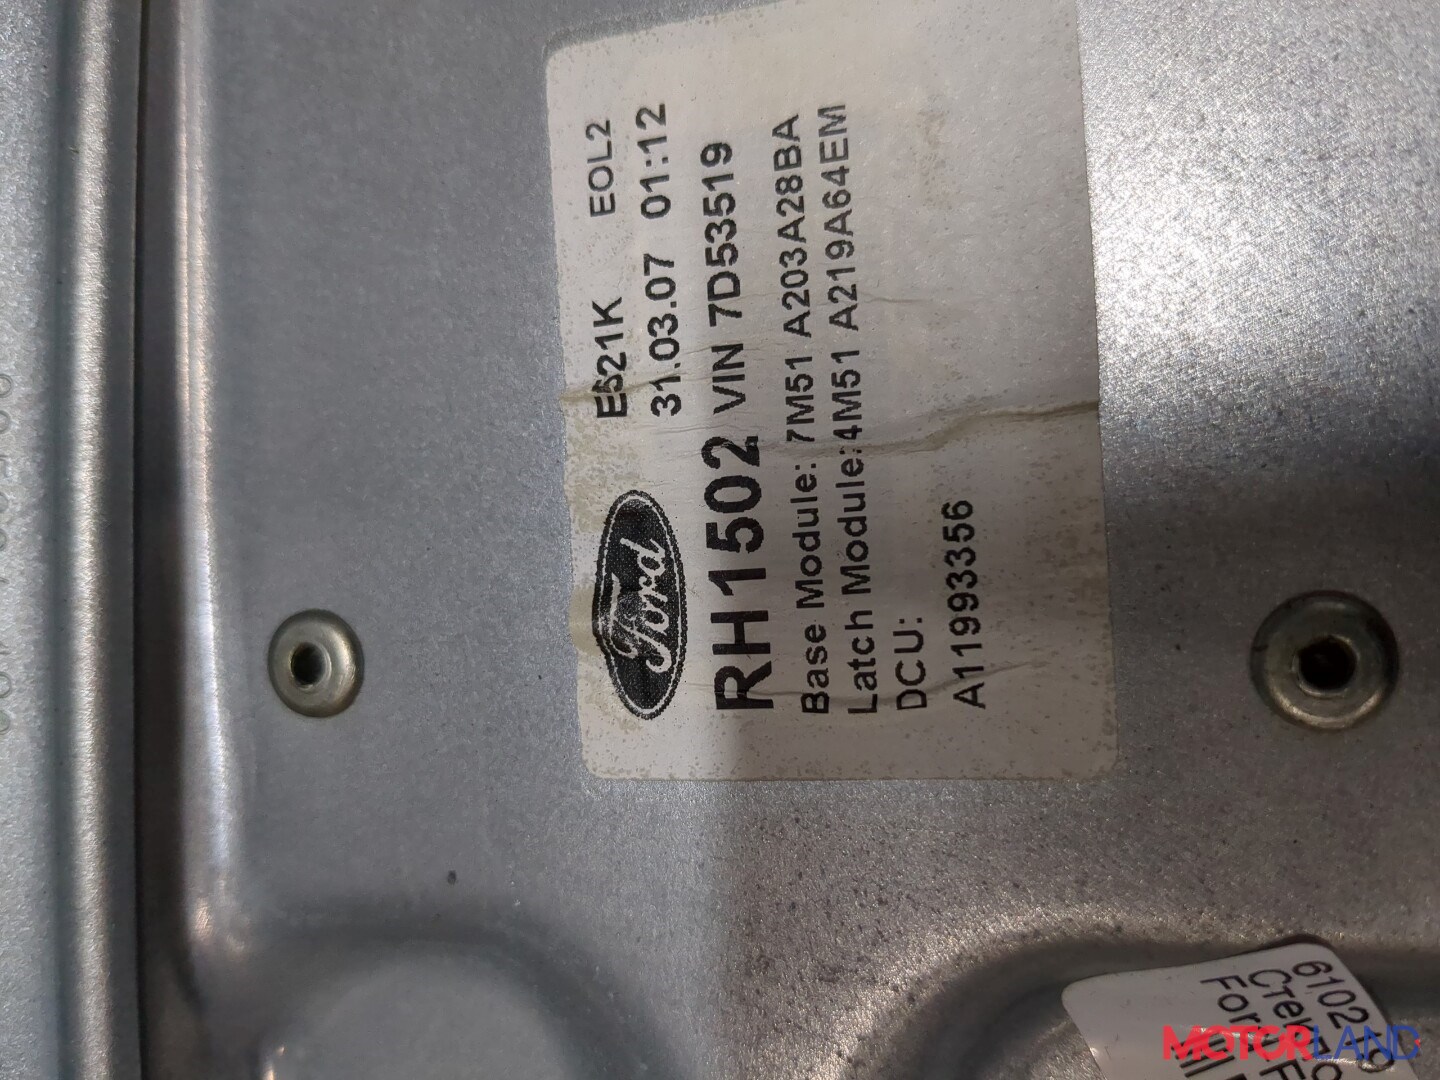 E521K EOL2
31.03.07 01:12
Ford
RH1502 VIN 7D53519
Base Module: 7M51 A203A28BA
Latch Module: 4M51 A219A64EM
DCU:
A11993356
6102
MOTORLAND